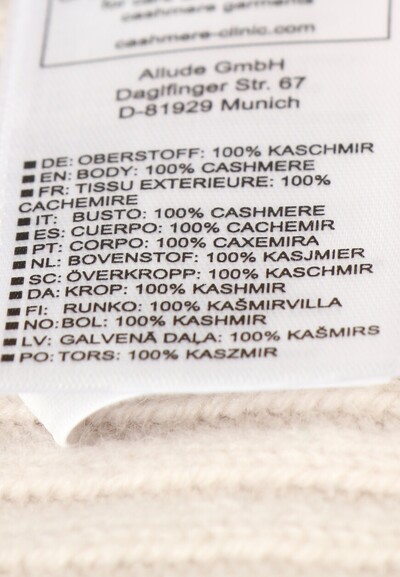 for care
cashmere garments
cashmere-clinic.com
Allude GmbH
Daglfinger Str. 67
D-81929 Munich
DE: OBERSTOFF: 100% KASCHMIR
EN: BODY: 100% CASHMERE
FR: TISSU EXTERIEURE: 100%
CACHEMIRE
IT: BUSTO: 100% CASHMERE
ES: CUERPO: 100% CACHEMIR
PT: CORPO: 100% CAXEMIRA
NL: BOVENSTOF: 100% KASJMIER
SC: ÖVERKROPP: 100% KASCHMIR
DA: KROP: 100% KASHMIR
FI: RUNKO: 100% KAŠMIRVILLA
NO: BOL: 100% KASHMIR
LV: GALVENĀ DAĻA: 100% KAŠMIRS
PO: TORS: 100% KASZMIR